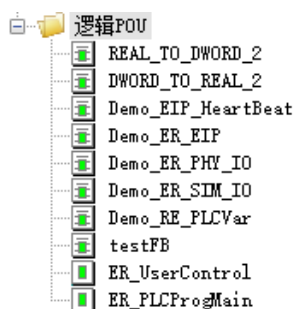 逻辑POU
REAL_TO_DWORD_2
DWORD_TO_REAL_2
Demo_EIP_HeartBeat
Demo_ER_EIP
Demo_ER_PHY_IO
Demo_ER_SIM_IO
Demo_RE_PLCVar
testFB
ER_UserControl
ER_PLCProgMain